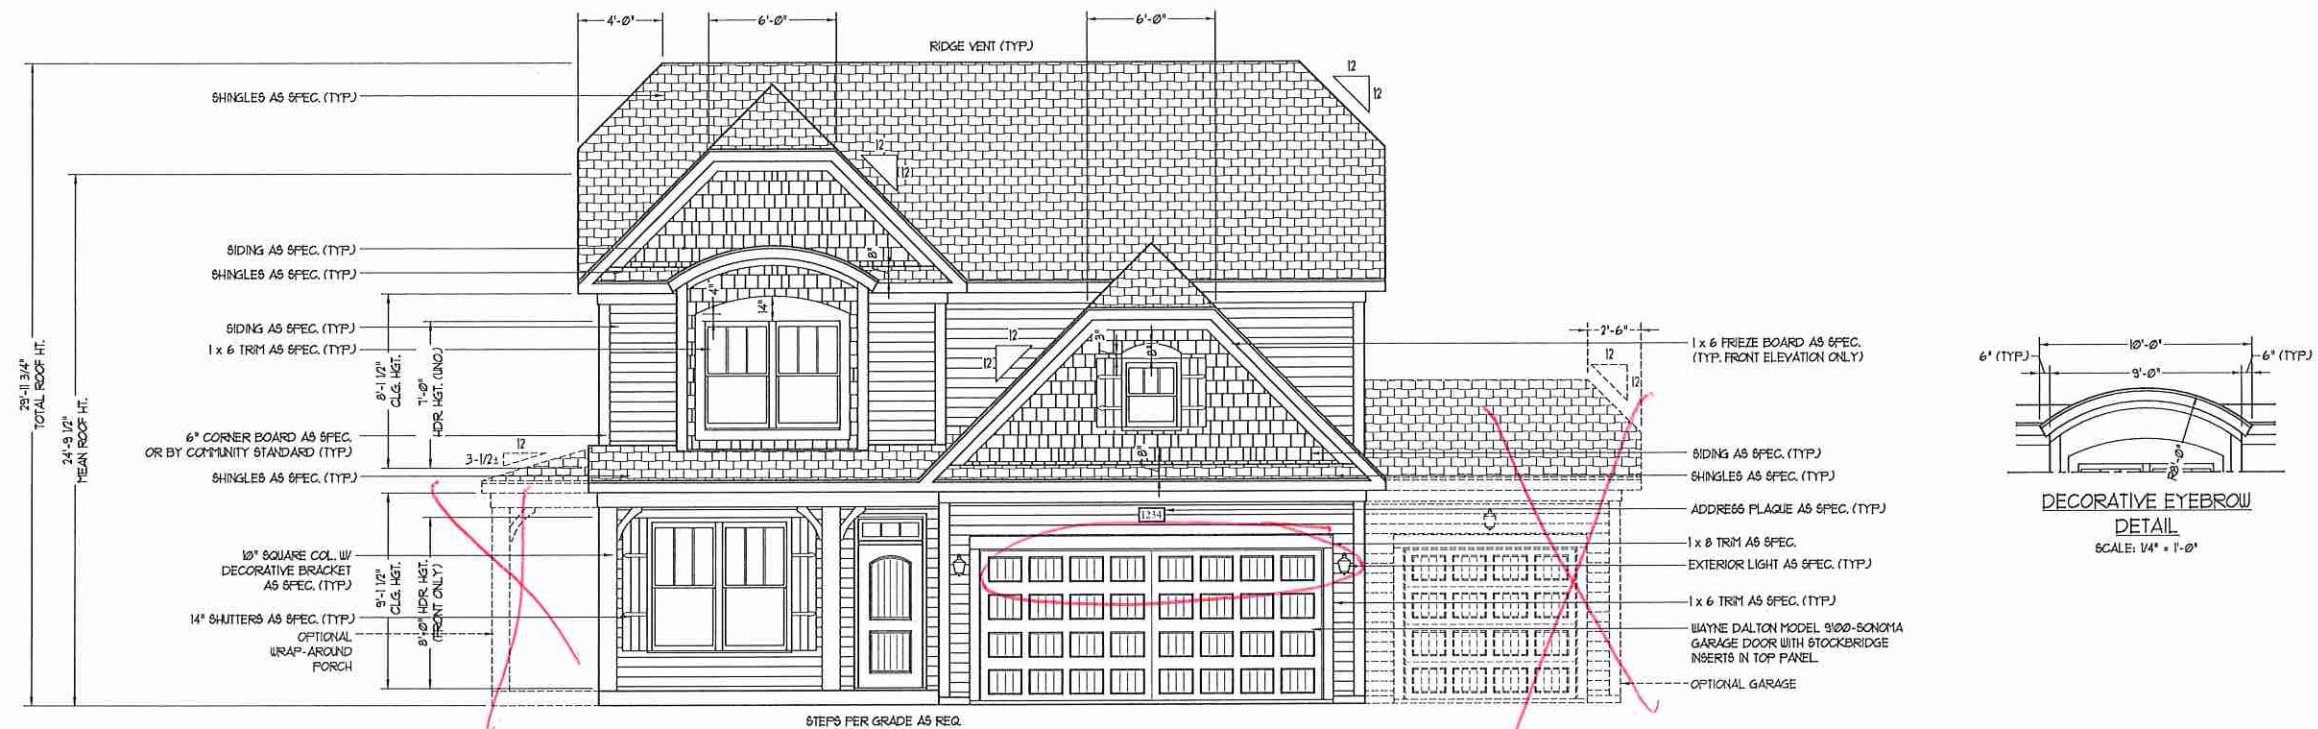 4'-0"
6'-0"
6'-0"
RIDGE VENT (TYP.)
12
12
SHINGLES AS SPEC. (TYP.)
12
12
29'-11 3/4"
TOTAL ROOF HT.
24'-9 1/2"
MEAN ROOF HT.
SIDING AS SPEC. (TYP.)
SHINGLES AS SPEC. (TYP.)
8"
4"
14"
SIDING AS SPEC. (TYP.)
1 x 6 TRIM AS SPEC. (TYP.)
8'-1 1/2"
CLG. HGT.
7'-0"
HDR. HGT. (UNO.)
12
12
8"
2'-6"
12
12
1 x 6 FRIEZE BOARD AS SPEC.
(TYP. FRONT ELEVATION ONLY)
6" CORNER BOARD AS SPEC.
OR BY COMMUNITY STANDARD (TYP.)
12
3-1/2±
SHINGLES AS SPEC. (TYP.)
SIDING AS SPEC. (TYP.)
SHINGLES AS SPEC. (TYP.)
1234
ADDRESS PLAQUE AS SPEC. (TYP.)
1 x 8 TRIM AS SPEC.
EXTERIOR LIGHT AS SPEC. (TYP.)
1 x 6 TRIM AS SPEC. (TYP.)
WAYNE DALTON MODEL 9100-SONOMA
GARAGE DOOR WITH STOCKBRIDGE
INSERTS IN TOP PANEL
OPTIONAL GARAGE
10" SQUARE COL. W/
DECORATIVE BRACKET
AS SPEC. (TYP.)
9'-1 1/2"
CLG. HGT.
8'-0" HDR. HGT.
(FRONT ONLY)
14" SHUTTERS AS SPEC. (TYP.)
OPTIONAL
WRAP-AROUND
PORCH
STEPS PER GRADE AS REQ.
10'-0"
6" (TYP.)
6" (TYP.)
9'-0"
R8'-0"
DECORATIVE EYEBROW
DETAIL
SCALE: 1/4" = 1'-0"